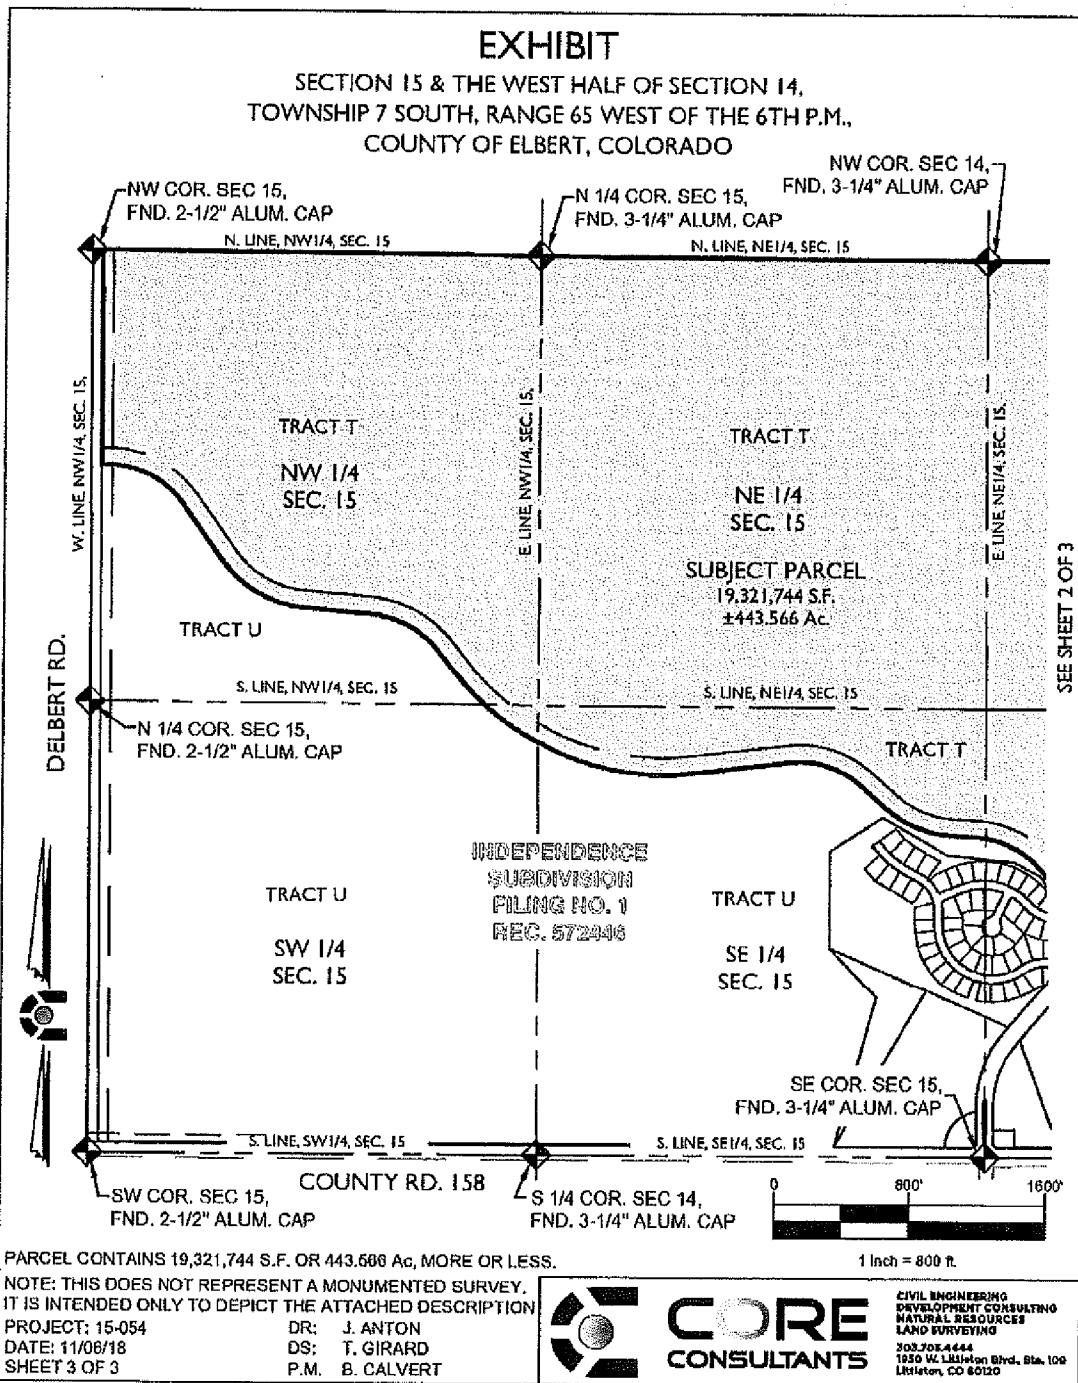 EXHIBIT
SECTION 15 & THE WEST HALF OF SECTION 14,
TOWNSHIP 7 SOUTH, RANGE 65 WEST OF THE 6TH P.M.,
COUNTY OF ELBERT, COLORADO
NW COR. SEC 15,
FND. 2-1/2" ALUM. CAP
N 1/4 COR. SEC 15,
FND. 3-1/4" ALUM. CAP
NW COR. SEC 14,
FND. 3-1/4" ALUM. CAP
N. LINE, NW1/4, SEC. 15
N. LINE, NE1/4, SEC. 15
W. LINE, NW1/4, SEC. 15,
E. LINE, NW1/4, SEC. 15,
E. LINE, NE1/4, SEC. 15,
TRACT T
NW 1/4
SEC. 15
TRACT T
NE 1/4
SEC. 15
SUBJECT PARCEL
19,321,744 S.F.
±443.566 Ac.
SEE SHEET 2 OF 3
TRACT U
DELBERT RD.
S. LINE, NW1/4, SEC. 15
S. LINE, NE1/4, SEC. 15
N 1/4 COR. SEC 15,
FND. 2-1/2" ALUM. CAP
TRACT T
INDEPENDENCE
SUBDIVISION
FILING NO. 1
REC. 572446
TRACT U
SW 1/4
SEC. 15
TRACT U
SE 1/4
SEC. 15
SE COR. SEC 15,
FND. 3-1/4" ALUM. CAP
S. LINE, SW1/4, SEC. 15
S. LINE, SE1/4, SEC. 15
COUNTY RD. 158
SW COR. SEC 15,
FND. 2-1/2" ALUM. CAP
S 1/4 COR. SEC 14,
FND. 3-1/4" ALUM. CAP
0 800' 1600'
1 Inch = 800 ft.
PARCEL CONTAINS 19,321,744 S.F. OR 443.566 Ac, MORE OR LESS.
NOTE: THIS DOES NOT REPRESENT A MONUMENTED SURVEY.
IT IS INTENDED ONLY TO DEPICT THE ATTACHED DESCRIPTION
PROJECT: 15-054 DR: J. ANTON
DATE: 11/06/18 DS: T. GIRARD
SHEET 3 OF 3 P.M. B. CALVERT
CORE
CONSULTANTS
CIVIL ENGINEERING
DEVELOPMENT CONSULTING
NATURAL RESOURCES
LAND SURVEYING
303.703.4444
1950 W. Littleton Blvd., Ste. 109
Littleton, CO 80120